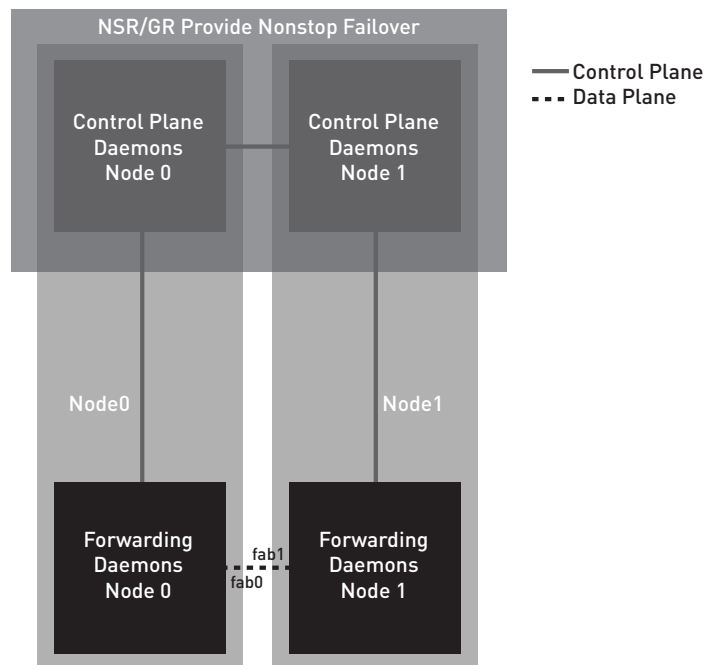 NSR/GR Provide Nonstop Failover
Control Plane
Daemons
Node 0
Control Plane
Daemons
Node 1
Control Plane
Data Plane
Node0
Node1
Forwarding
Daemons
Node 0
fab1
fab0
Forwarding
Daemons
Node 1